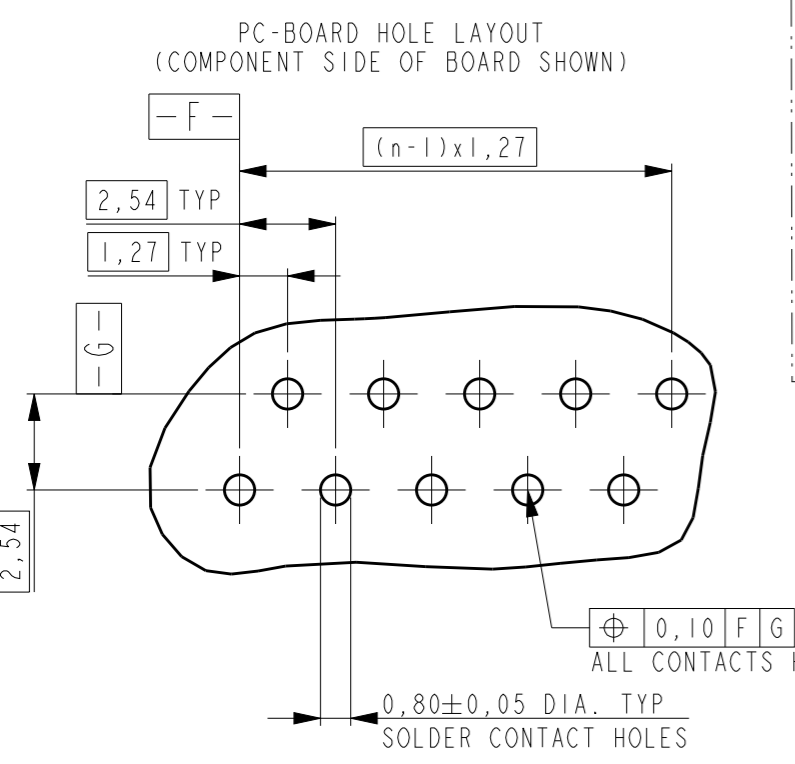 PC-BOARD HOLE LAYOUT
(COMPONENT SIDE OF BOARD SHOWN)
-F-
(n-1)x1,27
2,54 TYP
1,27 TYP
-G-
2,54
⌖ 0,10 F G
ALL CONTACTS
0,80±0,05 DIA. TYP
SOLDER CONTACT HOLES